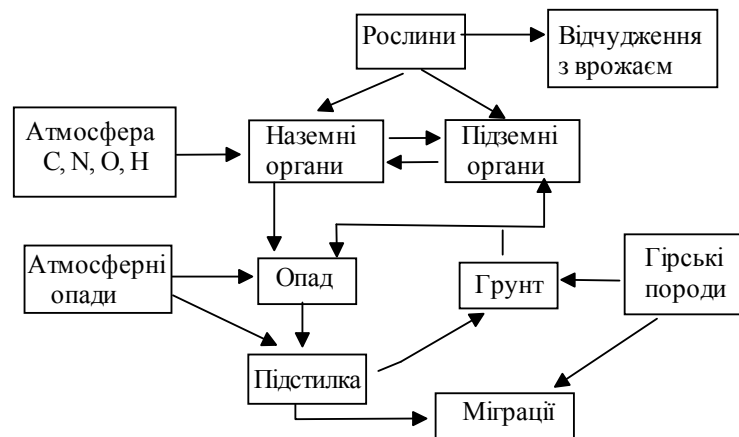 Рослини
Відчудження
з врожаєм
Атмосфера
С, N, O, H
Наземні
органи
Підземні
органи
Атмосферні
опади
Опад
Грунт
Гірські
породи
Підстилка
Міграції